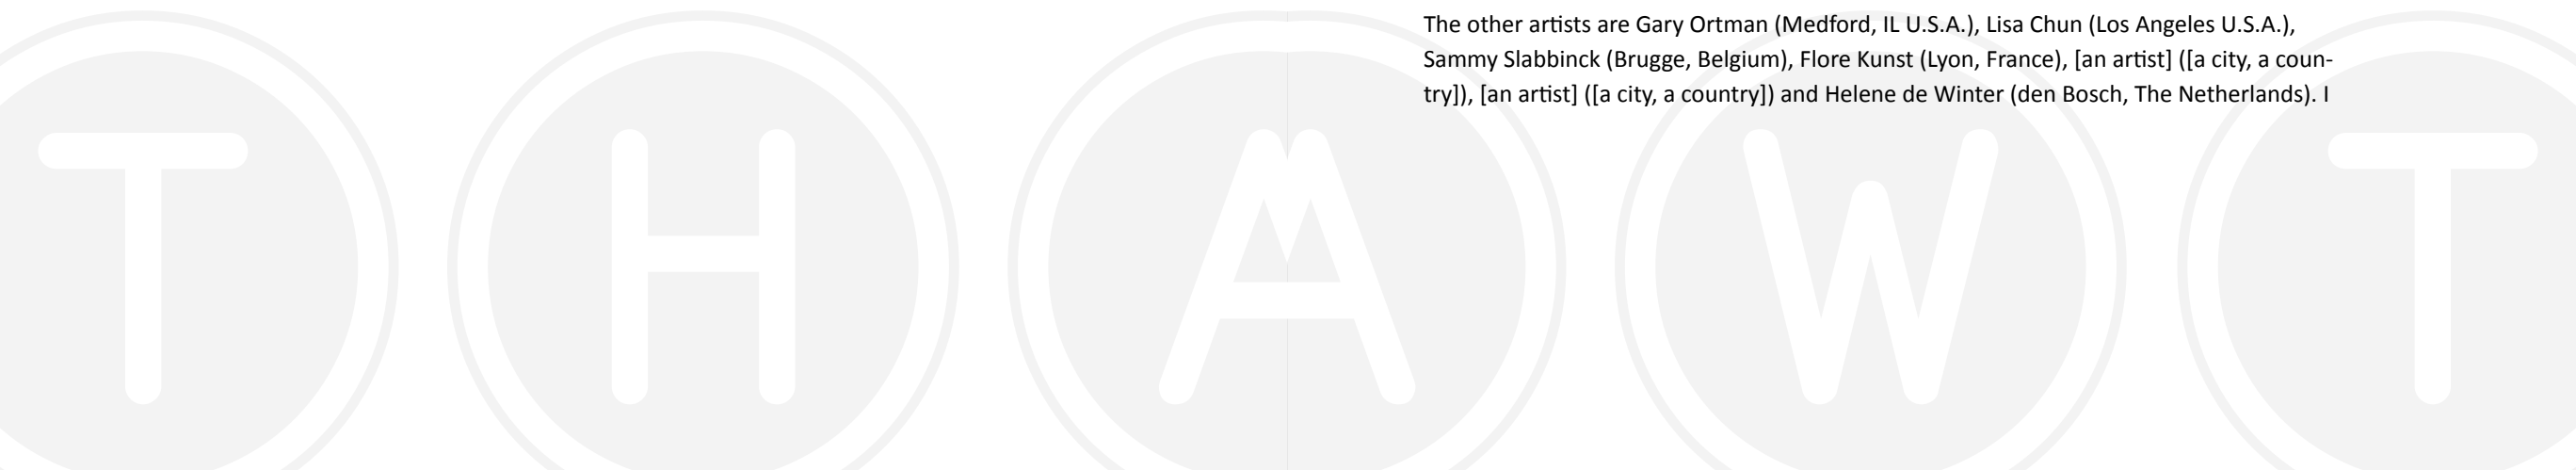 The other artists are Gary Ortman (Medford, IL U.S.A.), Lisa Chun (Los Angeles U.S.A.),
Sammy Slabbinck (Brugge, Belgium), Flore Kunst (Lyon, France), [an artist] ([a city, a coun-
try]), [an artist] ([a city, a country]) and Helene de Winter (den Bosch, The Netherlands). I
T H A W T